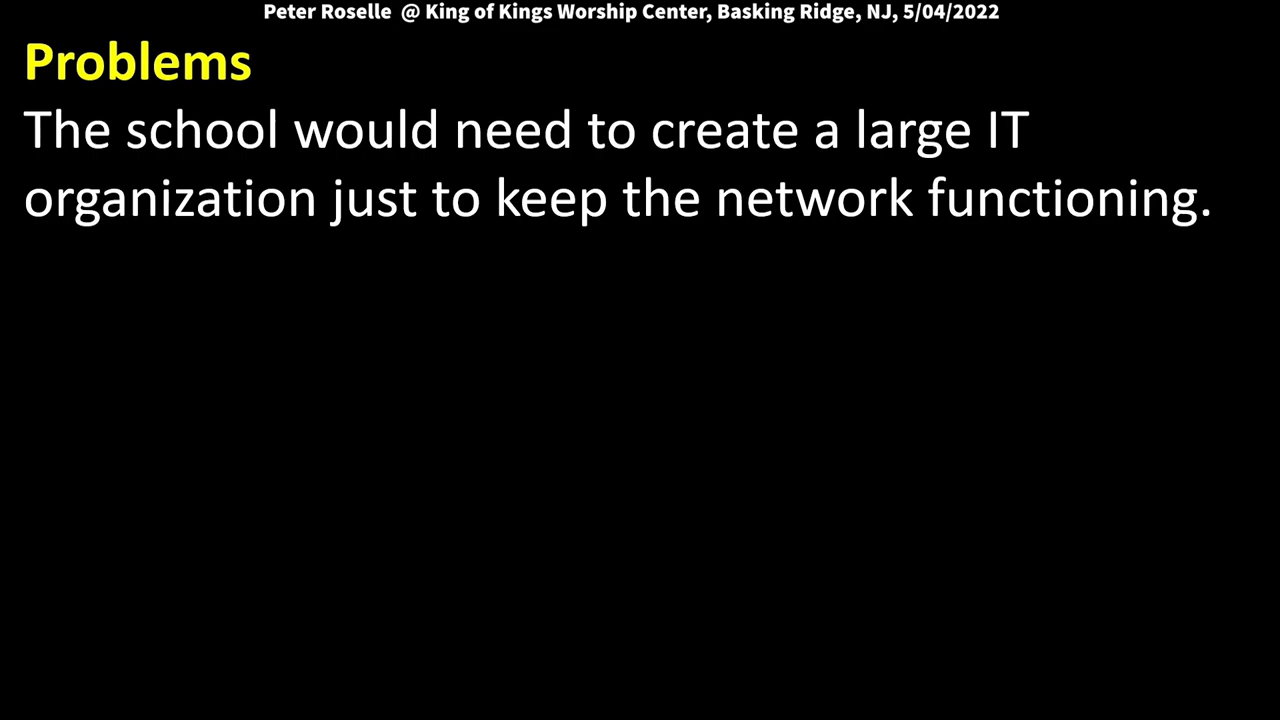 Peter Roselle @ King of Kings Worship Center, Basking Ridge, NJ, 5/04/2022
Problems
The school would need to create a large IT
organization just to keep the network functioning.